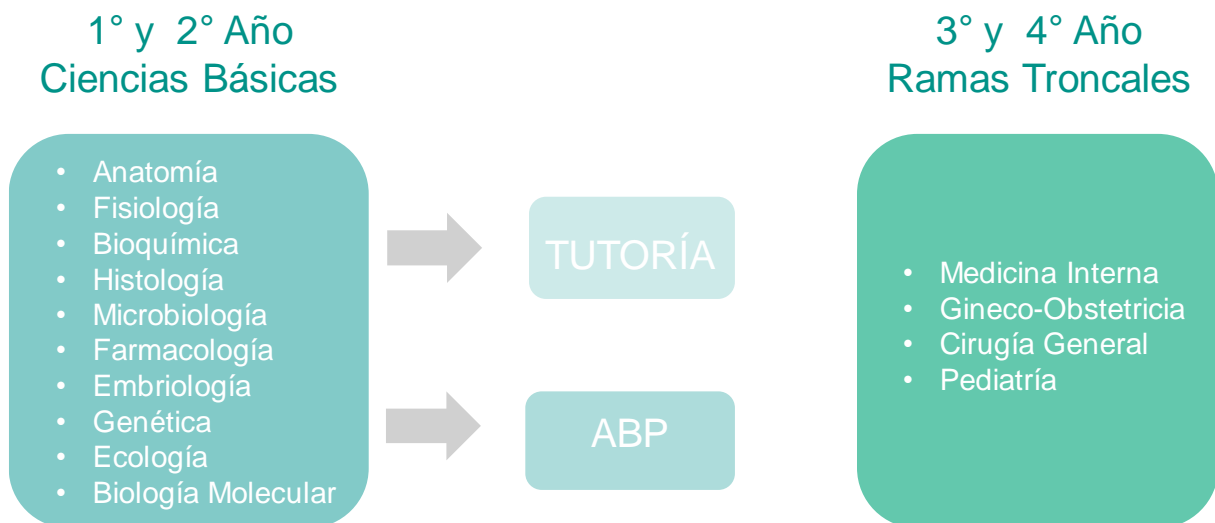 1° y 2° Año
Ciencias Básicas
• Anatomía
• Fisiología
• Bioquímica
• Histología
• Microbiología
• Farmacología
• Embriología
• Genética
• Ecología
• Biología Molecular
TUTORÍA
ABP
3° y 4° Año
Ramas Troncales
• Medicina Interna
• Gineco-Obstetricia
• Cirugía General
• Pediatría